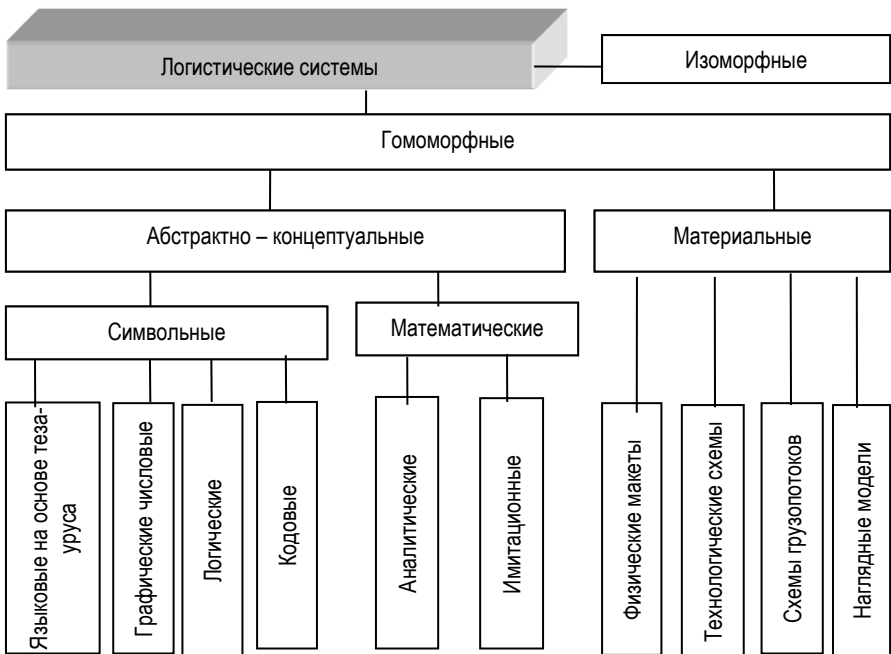 Логистические системы
Изоморфные
Гомоморфные
Абстрактно – концептуальные
Материальные
Символьные
Математические
Языковые на основе теза-
уруса
Графические числовые
Логические
Кодовые
Аналитические
Имитационные
Физические макеты
Технологические схемы
Схемы грузопотоков
Наглядные модели